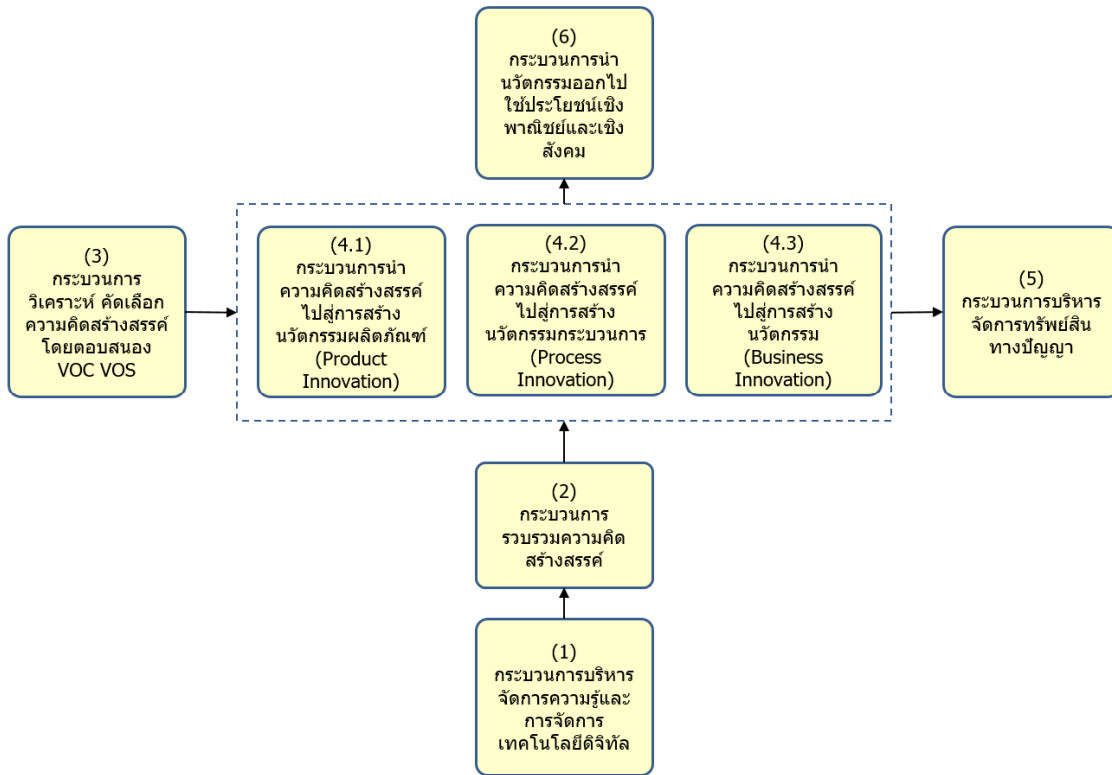 (6)
กระบวนการนำ
นวัตกรรมออกไป
ใช้ประโยชน์เชิง
พาณิชย์และเชิง
สังคม
(3)
กระบวนการ
วิเคราะห์ คัดเลือก
ความคิดสร้างสรรค์
โดยตอบสนอง
VOC VOS
(4.1)
กระบวนการนำ
ความคิดสร้างสรรค์
ไปสู่การสร้าง
นวัตกรรมผลิตภัณฑ์
(Product
Innovation)
(4.2)
กระบวนการนำ
ความคิดสร้างสรรค์
ไปสู่การสร้าง
นวัตกรรมกระบวนการ
(Process
Innovation)
(4.3)
กระบวนการนำ
ความคิดสร้างสรรค์
ไปสู่การสร้าง
นวัตกรรม
(Business
Innovation)
(5)
กระบวนการบริหาร
จัดการทรัพย์สิน
ทางปัญญา
(2)
กระบวนการ
รวบรวมความคิด
สร้างสรรค์
(1)
กระบวนการบริหาร
จัดการความรู้และ
การจัดการ
เทคโนโลยีดิจิทัล